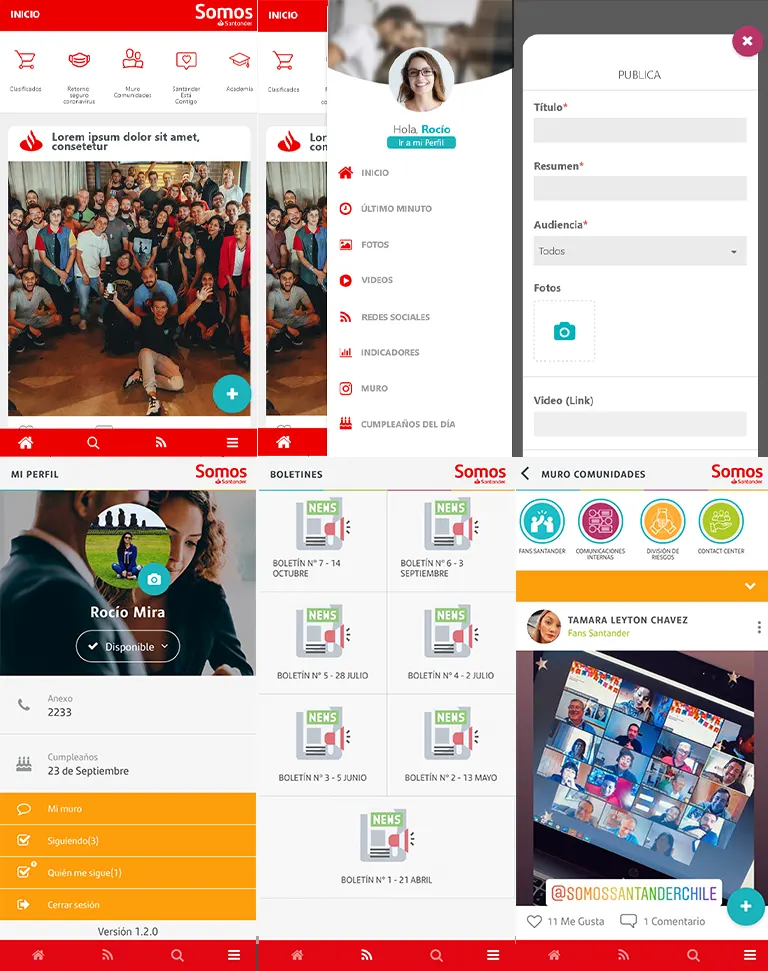 INICIO
Somos
Santander
Clasificados
Retorno
seguro
coronavirus
Muro
Comunidades
Santander
Está
Contigo
Academia
Lorem ipsum dolor sit amet,
consetetur
INICIO
Clasificados
Lorem
conse
Hola, Rocío
Ir a mi Perfil
INICIO
ÚLTIMO MINUTO
FOTOS
VIDEOS
REDES SOCIALES
INDICADORES
MURO
CUMPLEAÑOS DEL DÍA
PUBLICA
Título*
Resumen*
Audiencia*
Todos
Fotos
Video (Link)
MI PERFIL
Somos
Santander
Rocío Mira
Disponible
Anexo
2233
Cumpleaños
23 de Septiembre
Mi muro
Siguiendo(3)
Quién me sigue(1)
Cerrar sesión
Versión 1.2.0
BOLETINES
Somos
Santander
NEWS
NEWS
BOLETÍN N° 7 - 14
OCTUBRE
BOLETÍN N° 6 - 3
SEPTIEMBRE
NEWS
NEWS
BOLETÍN N° 5 - 28 JULIO
BOLETÍN N° 4 - 2 JULIO
NEWS
NEWS
BOLETÍN N° 3 - 5 JUNIO
BOLETÍN N° 2 - 13 MAYO
NEWS
BOLETÍN N° 1 - 21 ABRIL
MURO COMUNIDADES
Somos
Santander
FANS SANTANDER
COMUNICACIONES
INTERNAS
DIVISIÓN DE
RIESGOS
CONTACT CENTER
TAMARA LEYTON CHAVEZ
Fans Santander
@SOMOSSANTANDERCHILE
11 Me Gusta
1 Comentario